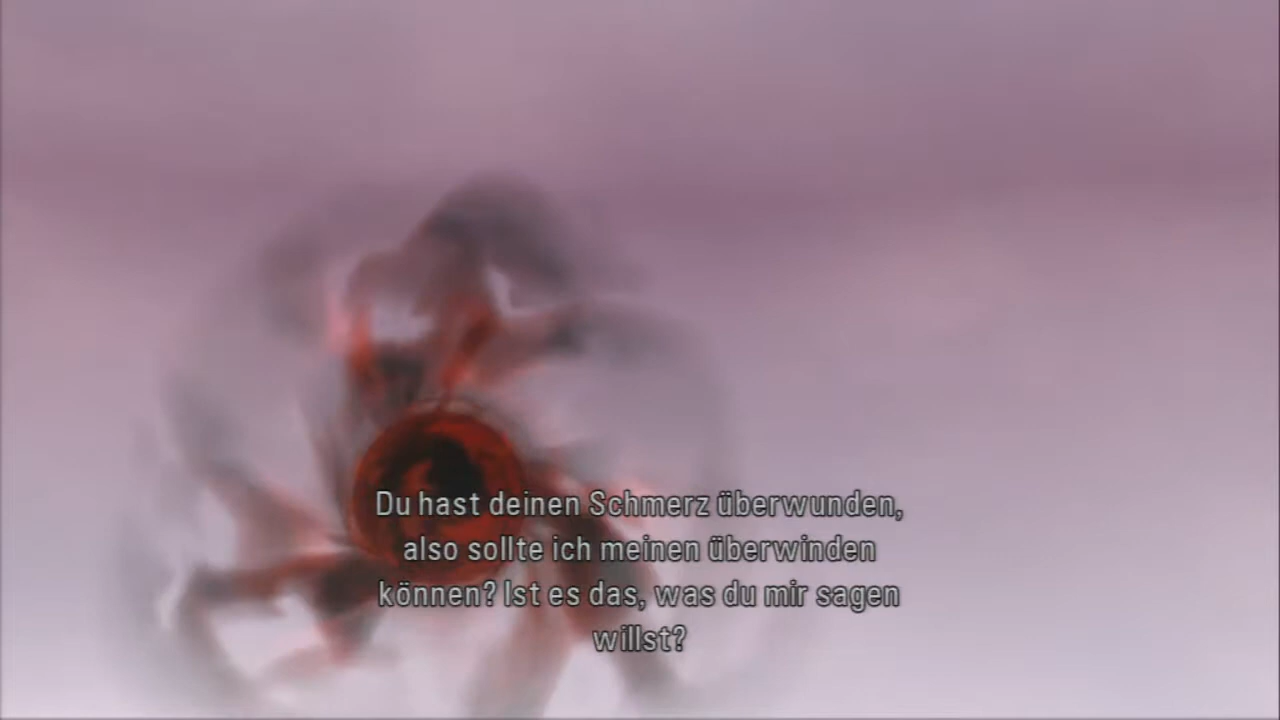 Du hast deinen Schmerz überwunden,
also sollte ich meinen überwinden
können? Ist es das, was du mir sagen
willst?